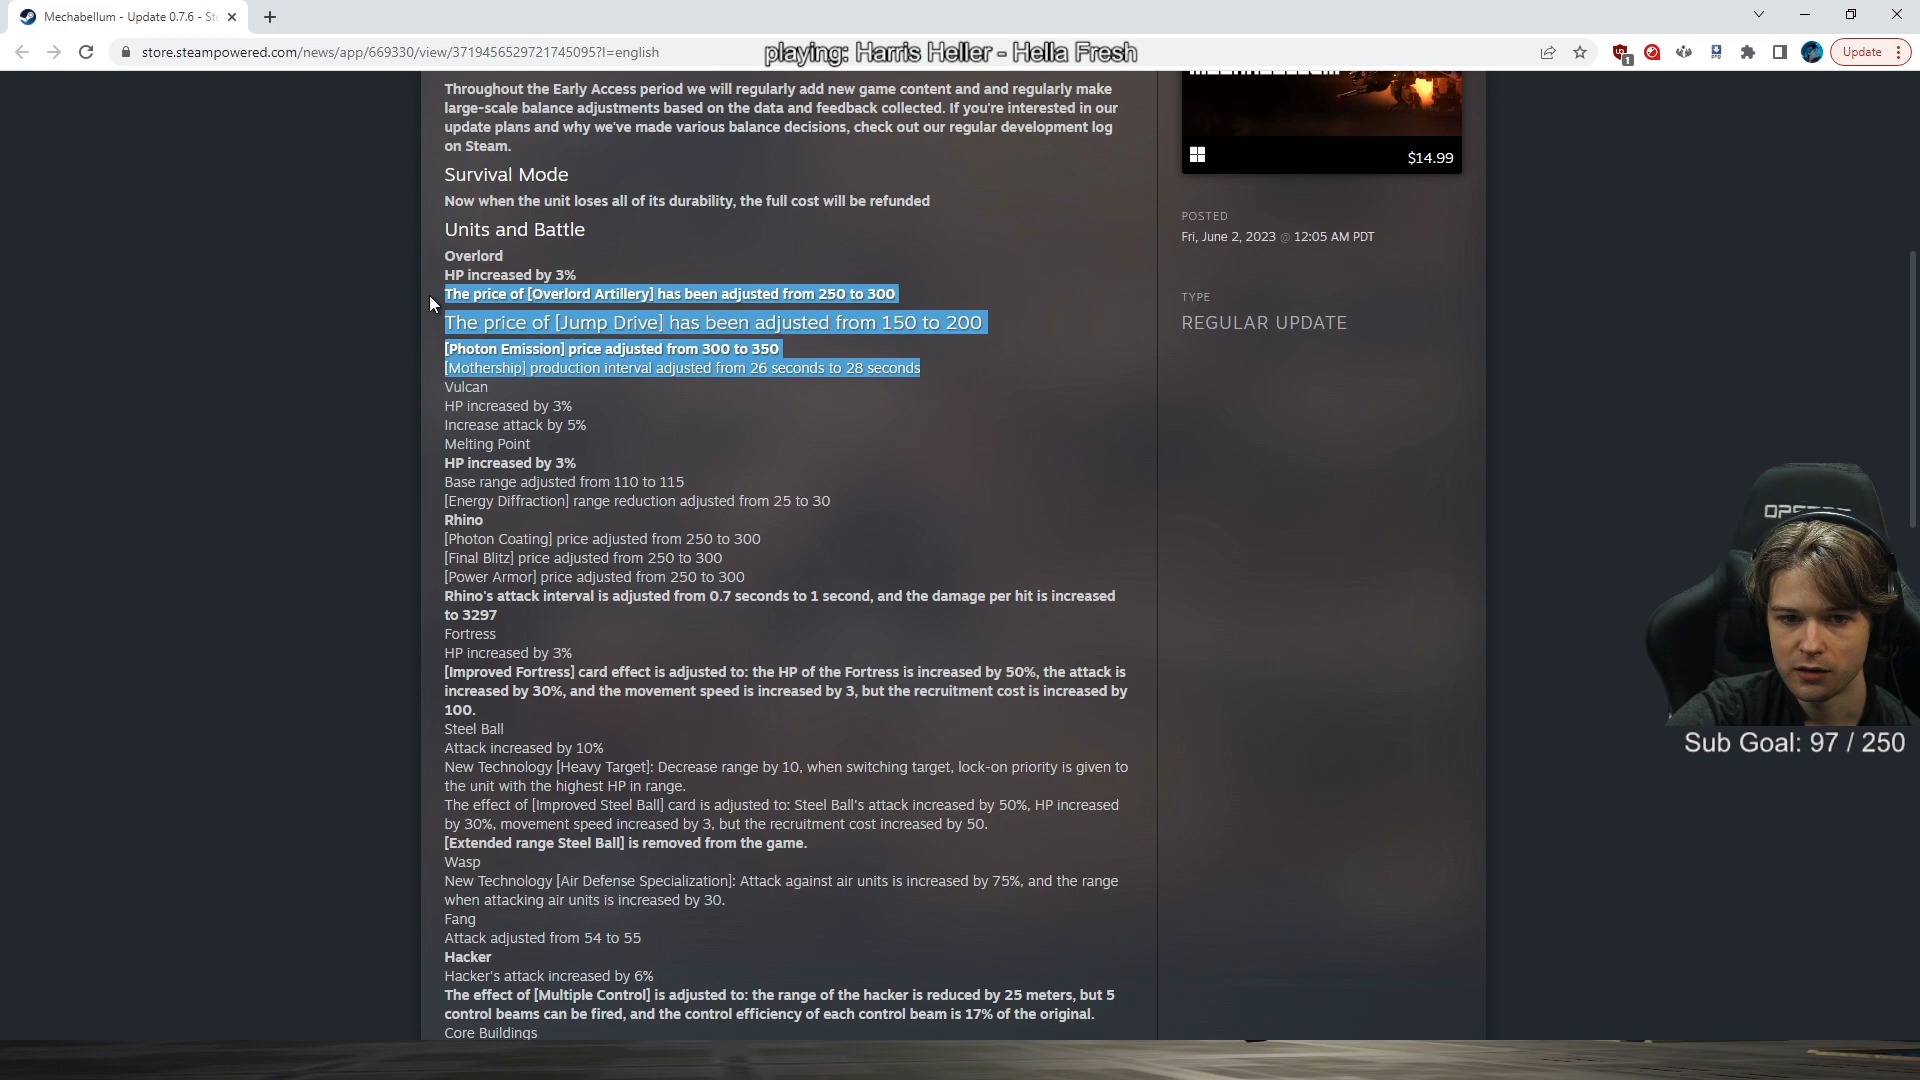 Mechabellum - Update 0.7.6 - Ste
store.steampowered.com/news/app/669330/view/3719456529721745095?l=english
playing: Harris Heller - Hella Fresh
1
Update
Throughout the Early Access period we will regularly add new game content and and regularly make
large-scale balance adjustments based on the data and feedback collected. If you're interested in our
update plans and why we've made various balance decisions, check out our regular development log
on Steam.
$14.99
Survival Mode
Now when the unit loses all of its durability, the full cost will be refunded
POSTED
Fri, June 2, 2023 @ 12:05 AM PDT
TYPE
REGULAR UPDATE
Units and Battle
Overlord
HP increased by 3%
The price of [Overlord Artillery] has been adjusted from 250 to 300
The price of [Jump Drive] has been adjusted from 150 to 200
[Photon Emission] price adjusted from 300 to 350
[Mothership] production interval adjusted from 26 seconds to 28 seconds
Vulcan
HP increased by 3%
Increase attack by 5%
Melting Point
HP increased by 3%
Base range adjusted from 110 to 115
[Energy Diffraction] range reduction adjusted from 25 to 30
Rhino
[Photon Coating] price adjusted from 250 to 300
[Final Blitz] price adjusted from 250 to 300
[Power Armor] price adjusted from 250 to 300
Rhino's attack interval is adjusted from 0.7 seconds to 1 second, and the damage per hit is increased
to 3297
Fortress
HP increased by 3%
[Improved Fortress] card effect is adjusted to: the HP of the Fortress is increased by 50%, the attack is
increased by 30%, and the movement speed is increased by 3, but the recruitment cost is increased by
100.
Steel Ball
Attack increased by 10%
New Technology [Heavy Target]: Decrease range by 10, when switching target, lock-on priority is given to
the unit with the highest HP in range.
The effect of [Improved Steel Ball] card is adjusted to: Steel Ball's attack increased by 50%, HP increased
by 30%, movement speed increased by 3, but the recruitment cost increased by 50.
[Extended range Steel Ball] is removed from the game.
Wasp
New Technology [Air Defense Specialization]: Attack against air units is increased by 75%, and the range
when attacking air units is increased by 30.
Fang
Attack adjusted from 54 to 55
Hacker
Hacker's attack increased by 6%
The effect of [Multiple Control] is adjusted to: the range of the hacker is reduced by 25 meters, but 5
control beams can be fired, and the control efficiency of each control beam is 17% of the original.
Core Buildings
Sub Goal: 97 / 250